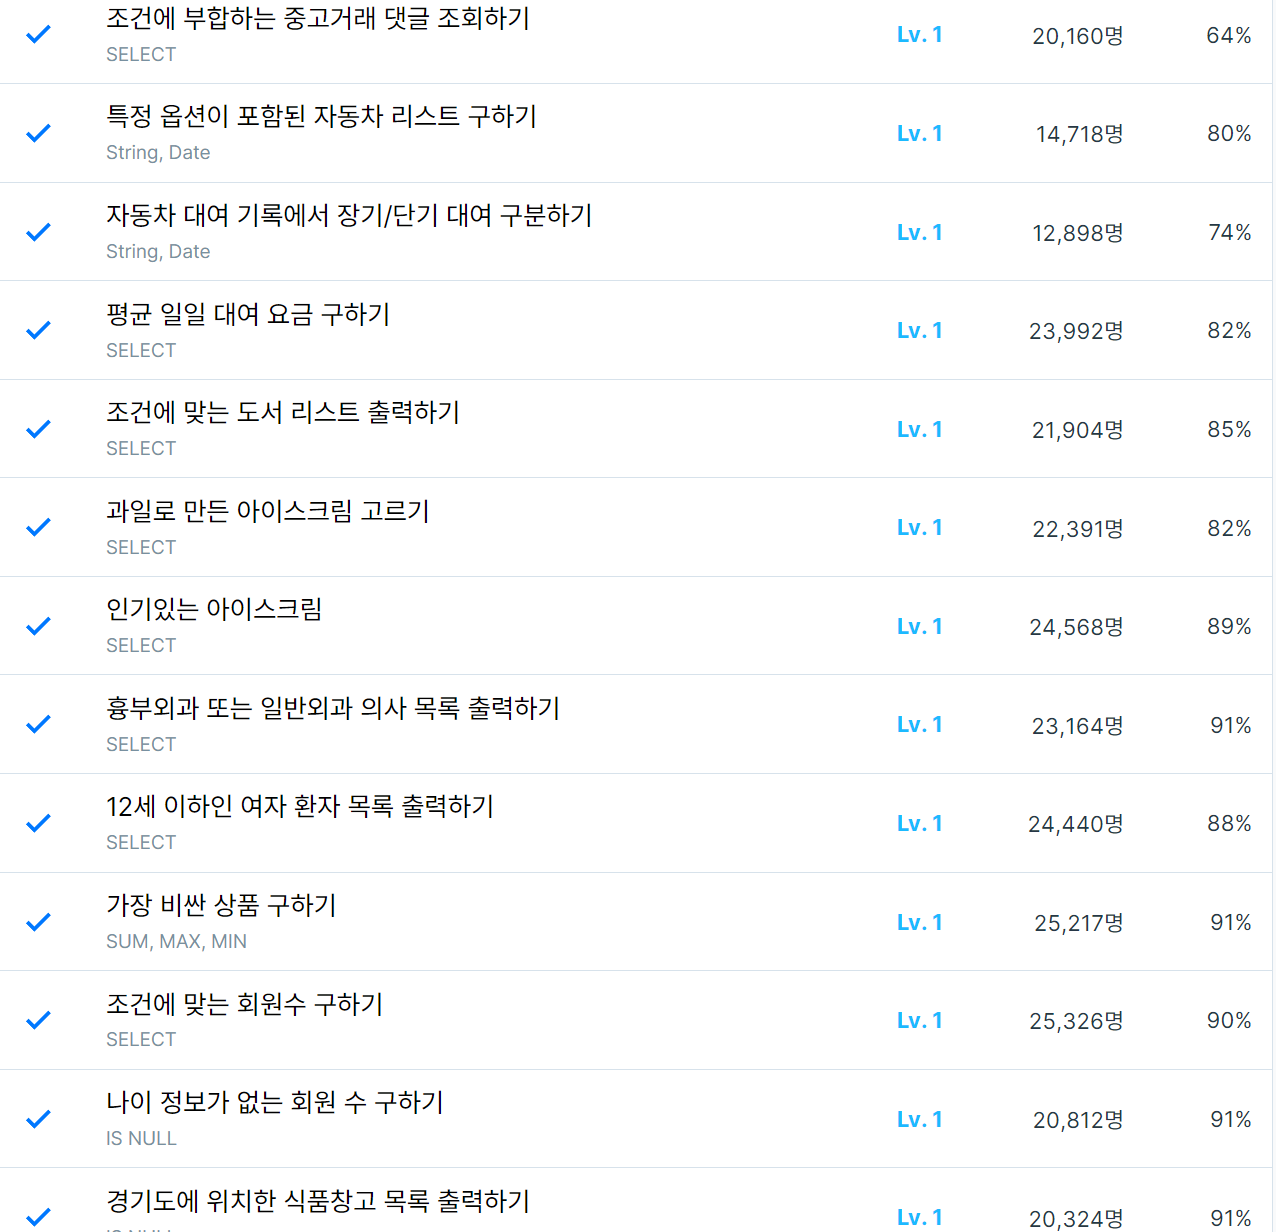 조건에 부합하는 중고거래 댓글 조회하기
SELECT
Lv. 1
20,160명
64%
특정 옵션이 포함된 자동차 리스트 구하기
String, Date
Lv. 1
14,718명
80%
자동차 대여 기록에서 장기/단기 대여 구분하기
String, Date
Lv. 1
12,898명
74%
평균 일일 대여 요금 구하기
SELECT
Lv. 1
23,992명
82%
조건에 맞는 도서 리스트 출력하기
SELECT
Lv. 1
21,904명
85%
과일로 만든 아이스크림 고르기
SELECT
Lv. 1
22,391명
82%
인기있는 아이스크림
SELECT
Lv. 1
24,568명
89%
흉부외과 또는 일반외과 의사 목록 출력하기
SELECT
Lv. 1
23,164명
91%
12세 이하인 여자 환자 목록 출력하기
SELECT
Lv. 1
24,440명
88%
가장 비싼 상품 구하기
SUM, MAX, MIN
Lv. 1
25,217명
91%
조건에 맞는 회원수 구하기
SELECT
Lv. 1
25,326명
90%
나이 정보가 없는 회원 수 구하기
IS NULL
Lv. 1
20,812명
91%
경기도에 위치한 식품창고 목록 출력하기
IS NULL
Lv. 1
20,324명
91%